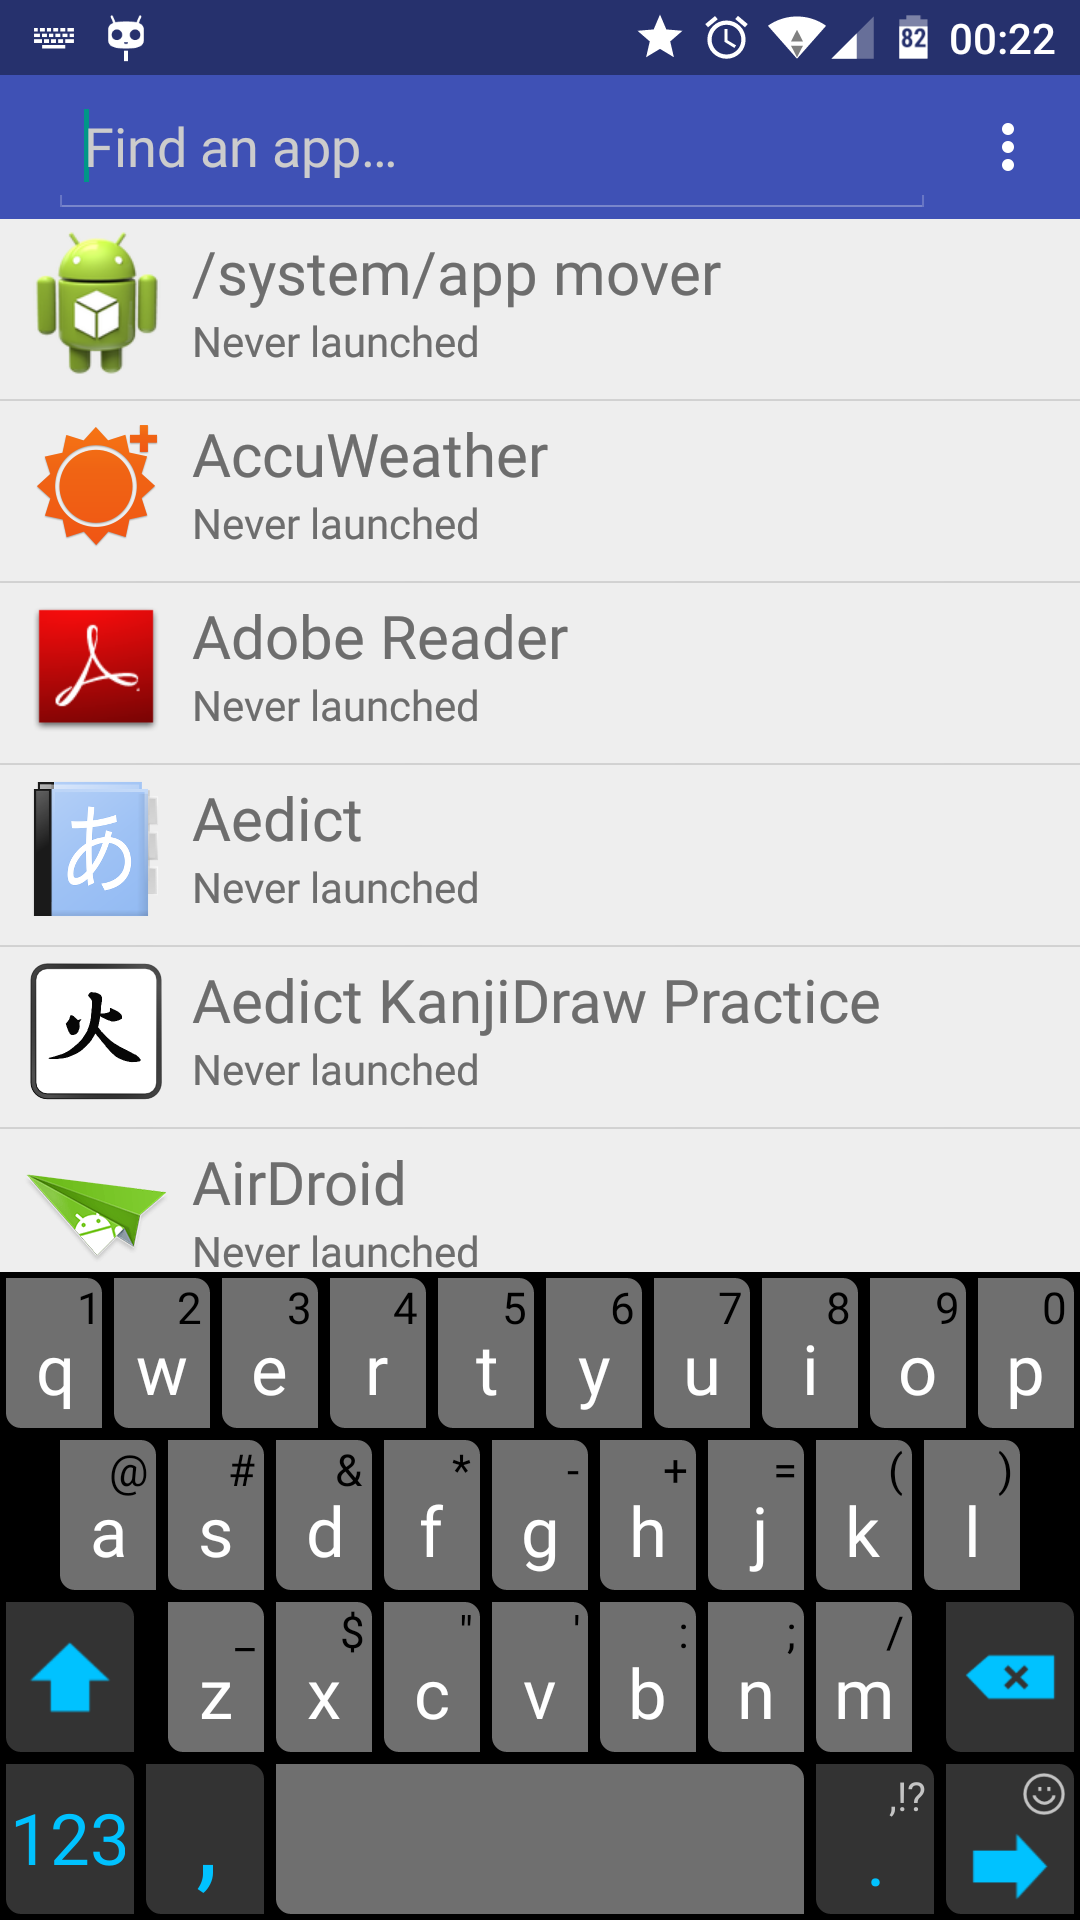 82 00:22
Find an app...
/system/app mover
Never launched
AccuWeather
Never launched
Adobe Reader
Never launched
あ
Aedict
Never launched
火
Aedict KanjiDraw Practice
Never launched
AirDroid
Never launched
1 2 3 4 5 6 7 8 9 0
q w e r t y u i o p
@ # & * - + = ( )
a s d f g h j k l
_ $ " ' : ; /
z x c v b n m
,!?
123 , .